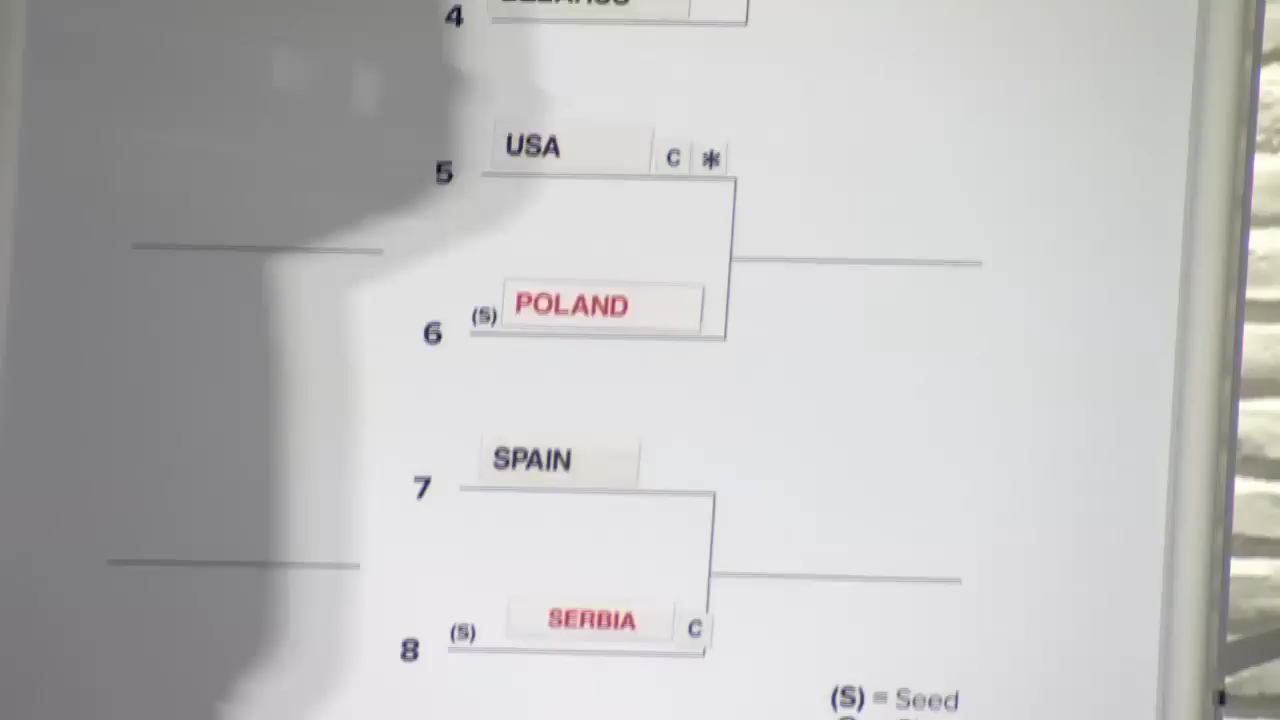 4
5 USA C *
6 (S) POLAND
7 SPAIN
8 (S) SERBIA C
(S) = Seed